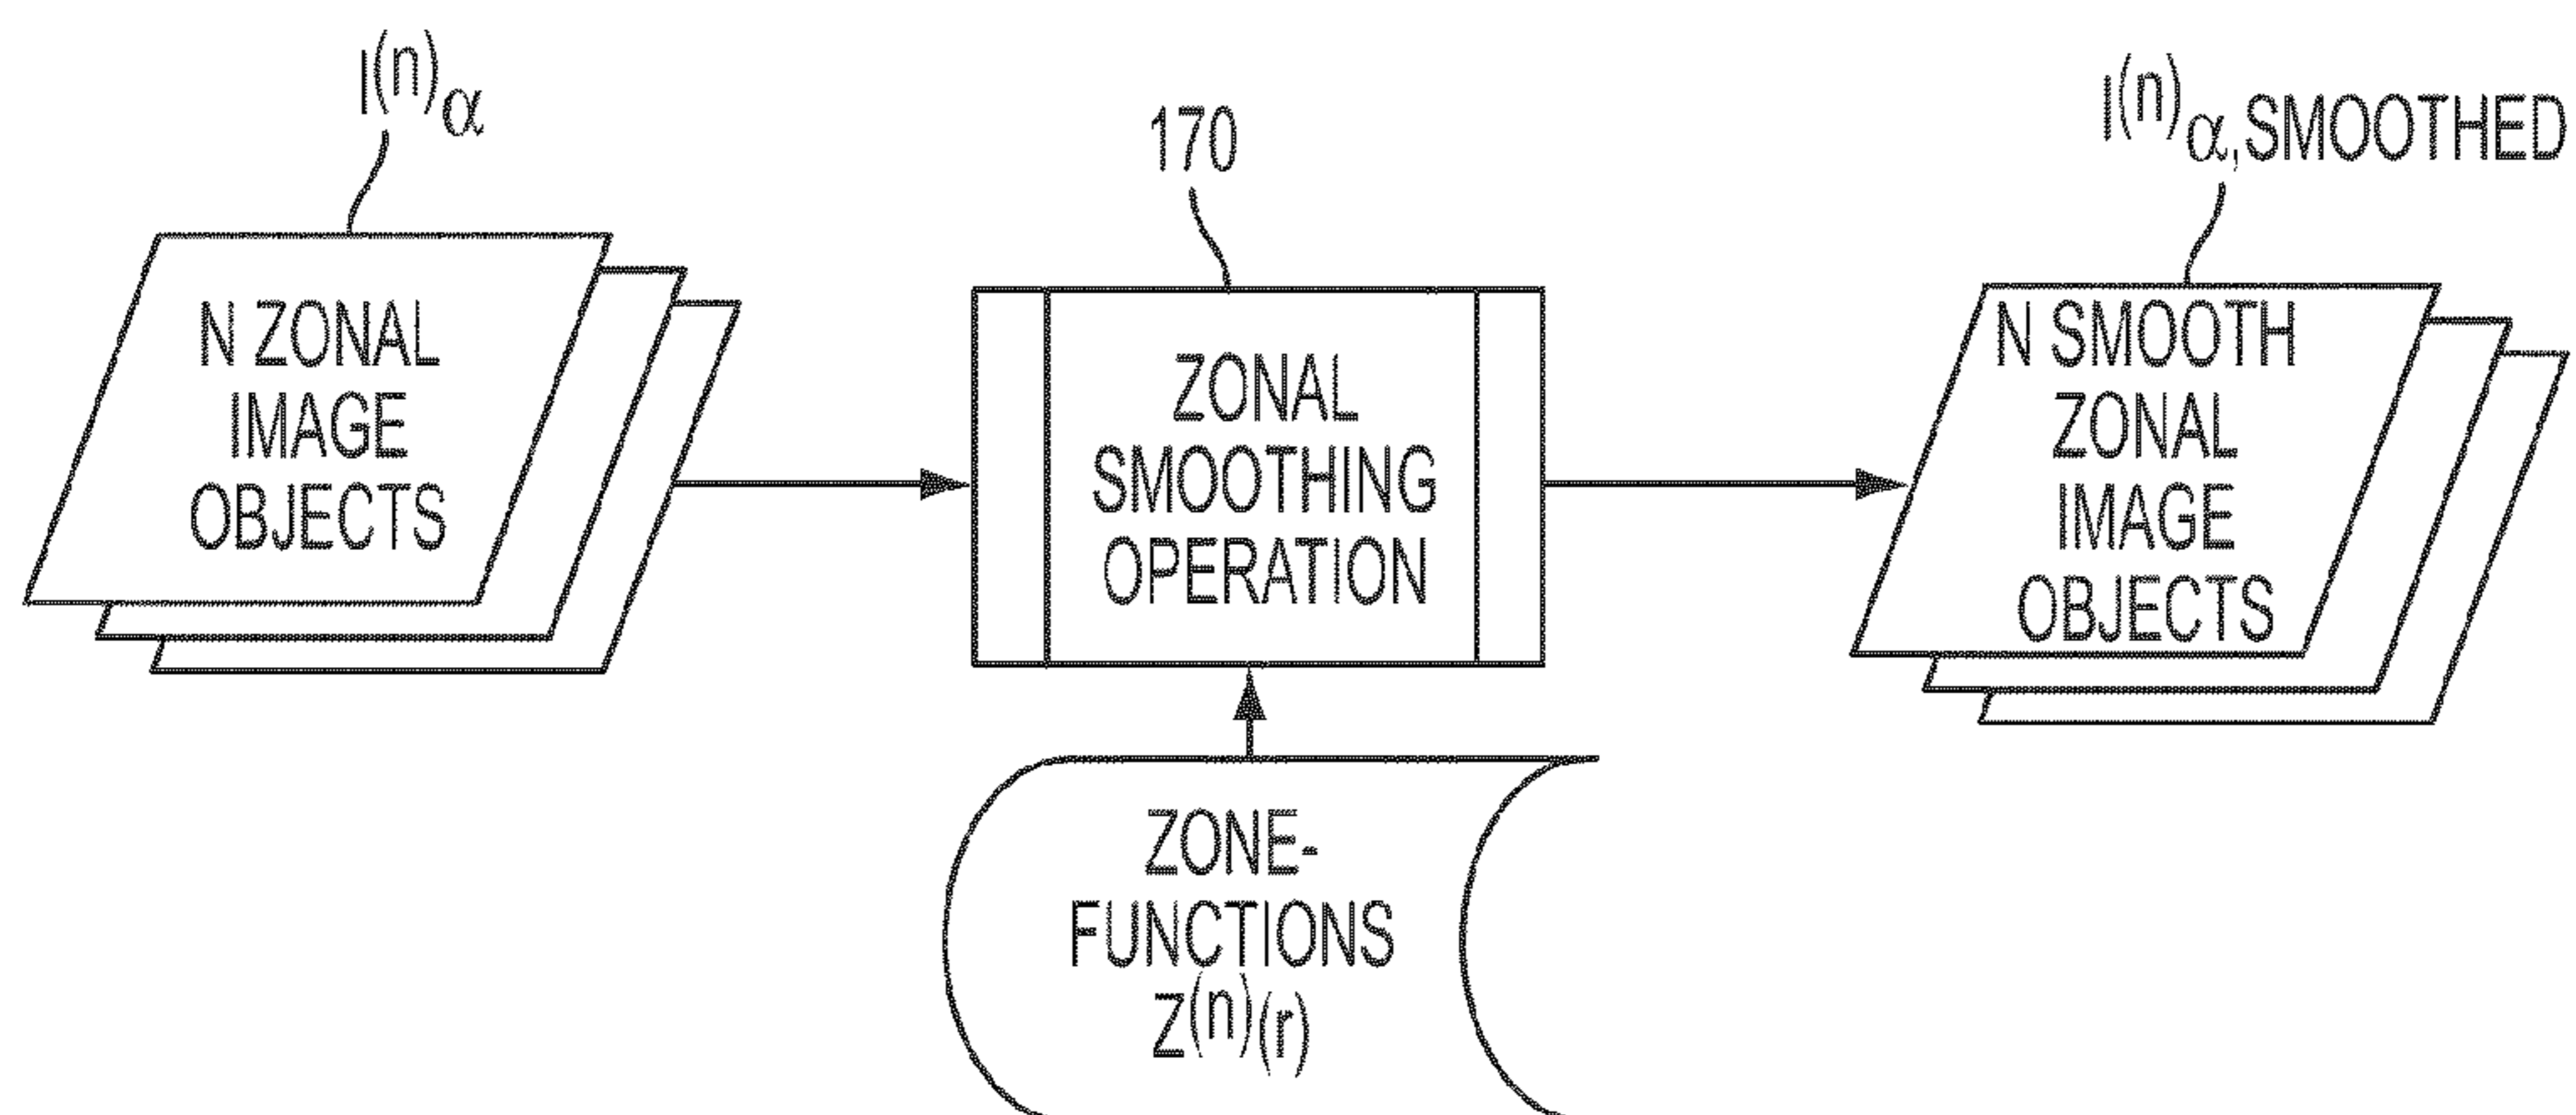 I(n)α
N ZONAL
IMAGE
OBJECTS
170
ZONAL
SMOOTHING
OPERATION
ZONE-
FUNCTIONS
Z(n)(r)
I(n)α,SMOOTHED
N SMOOTH
ZONAL
IMAGE
OBJECTS